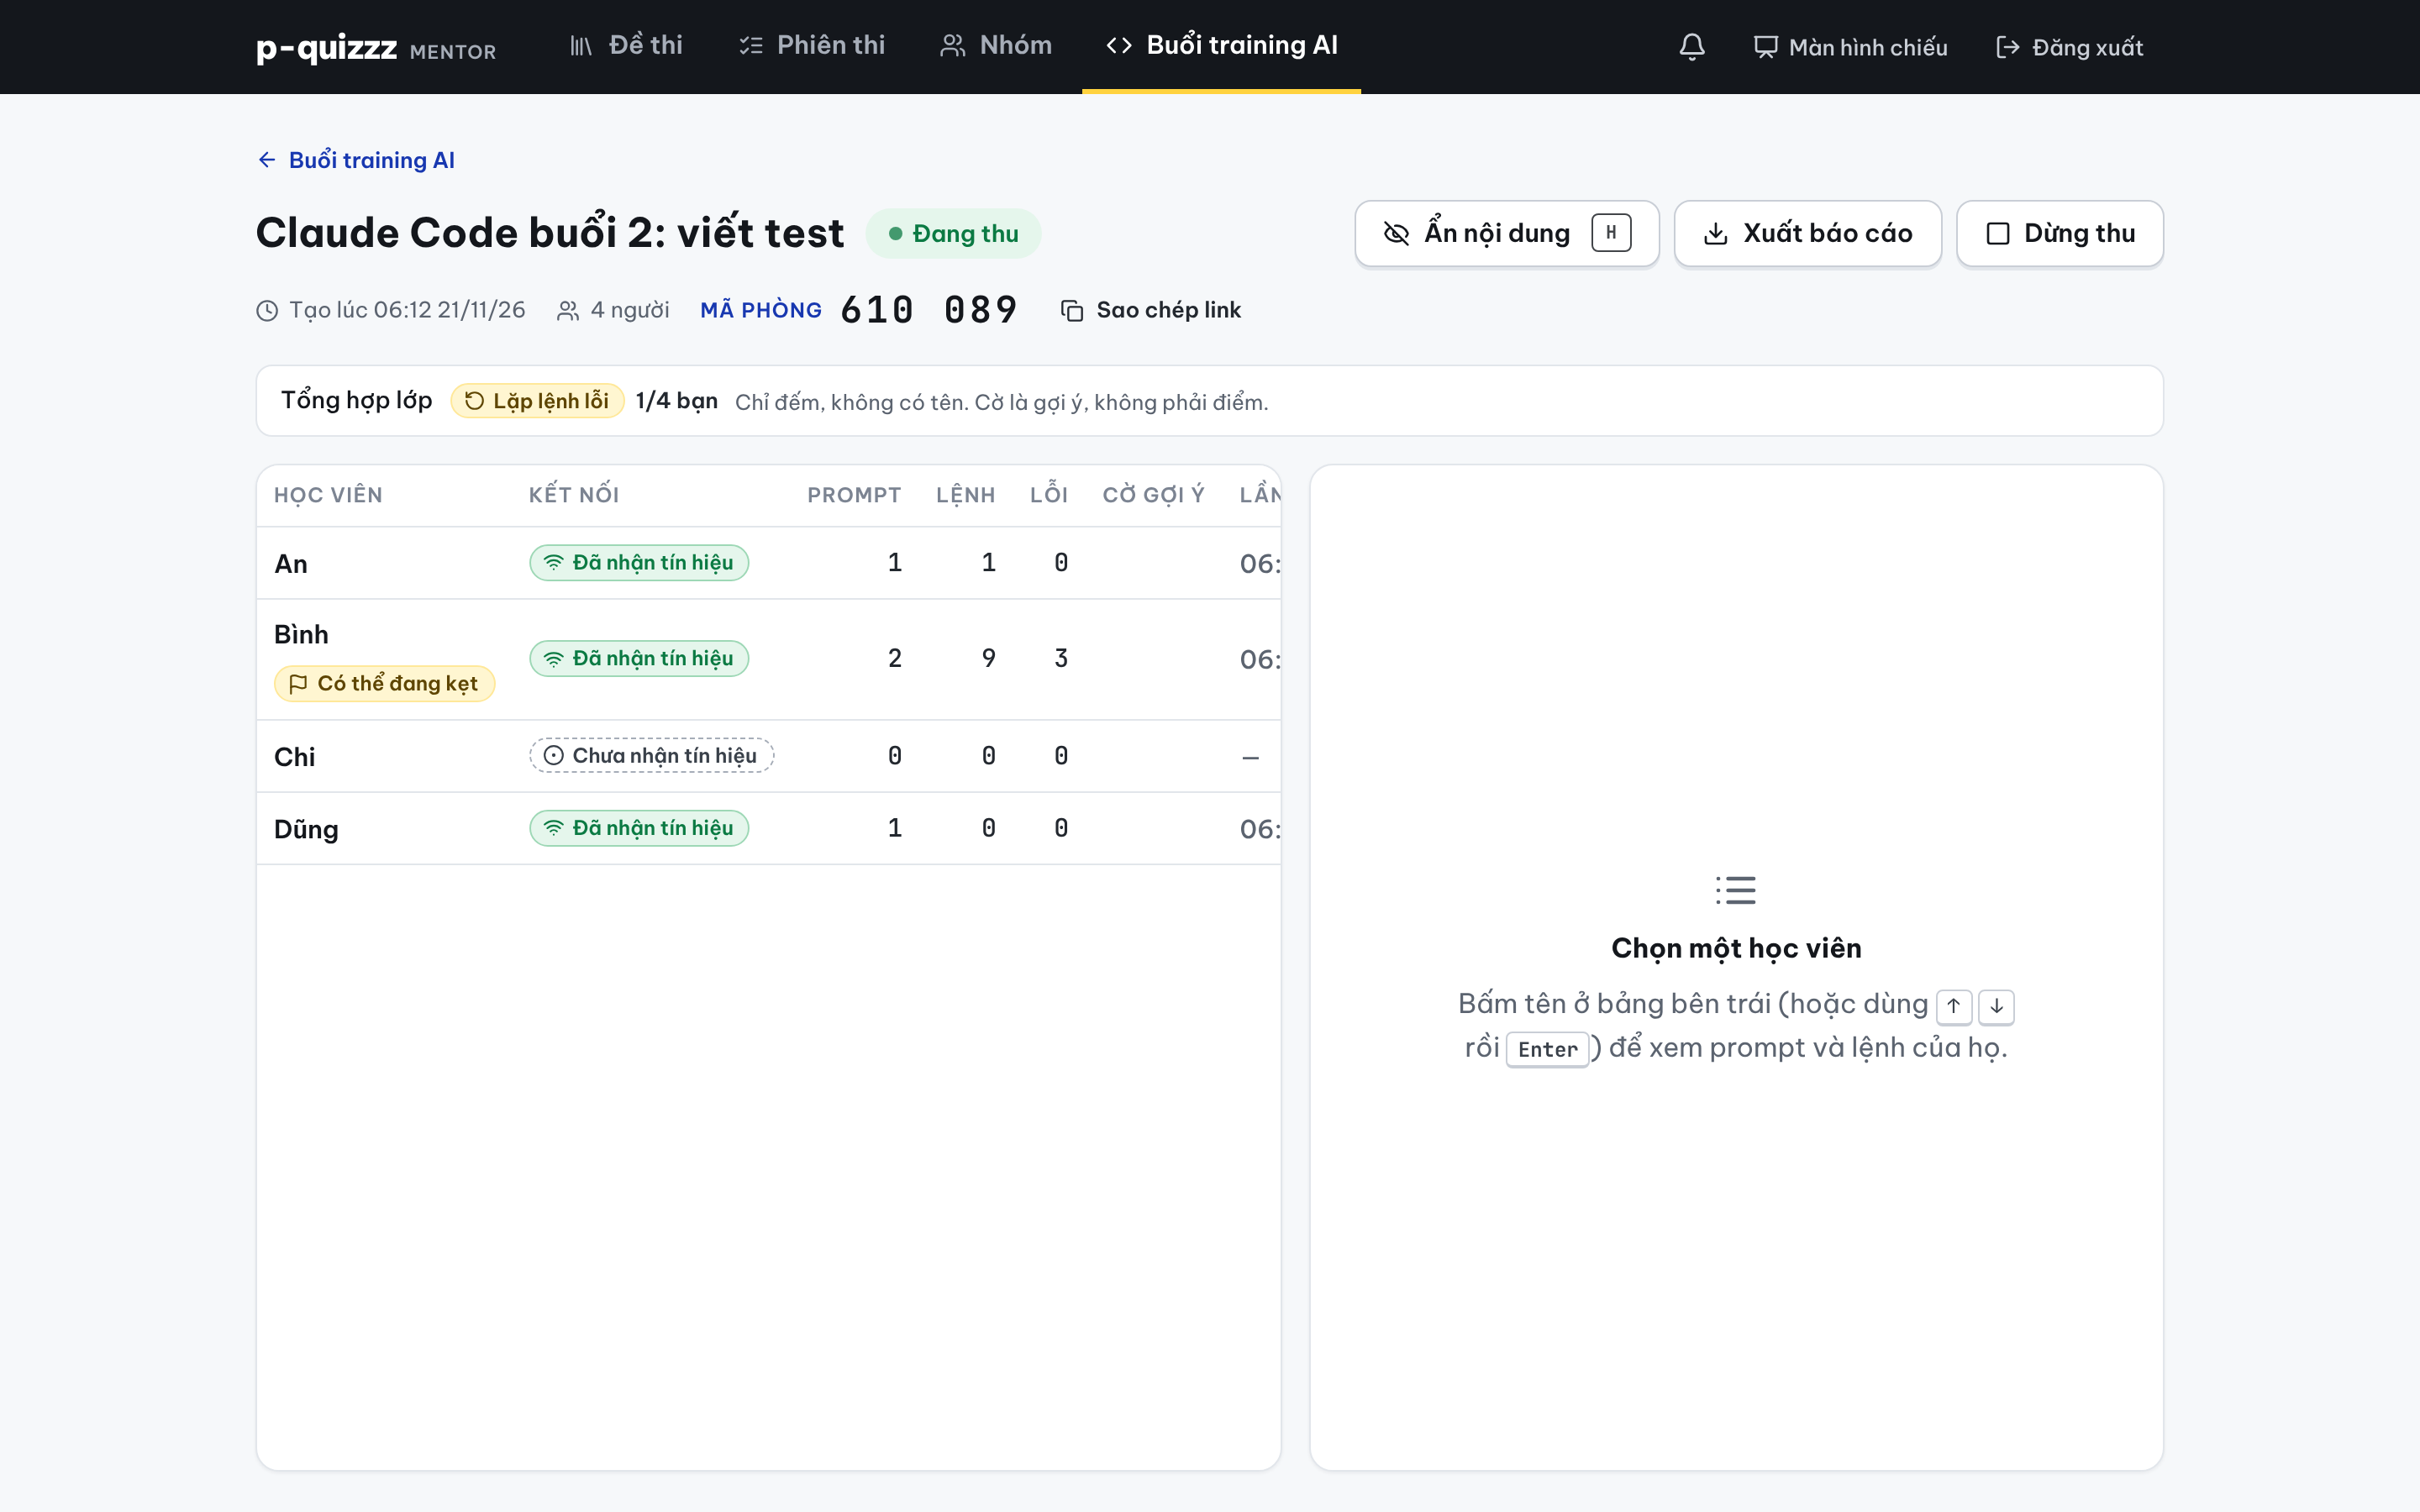 p-quizzz MENTOR Đề thi Phiên thi Nhóm Buổi training AI Màn hình chiếu Đăng xuất
Buổi training AI
Claude Code buổi 2: viết test Đang thu Ẩn nội dung H Xuất báo cáo Dừng thu
Tạo lúc 06:12 21/11/26 4 người MÃ PHÒNG 610 089 Sao chép link
Tổng hợp lớp Lặp lệnh lỗi 1/4 bạn Chỉ đếm, không có tên. Cờ là gợi ý, không phải điểm.
HỌC VIÊN KẾT NỐI PROMPT LỆNH LỖI CỜ GỢI Ý LẦN
An Đã nhận tín hiệu 1 1 0 06:
Bình
Có thể đang kẹt Đã nhận tín hiệu 2 9 3 06:
Chi Chưa nhận tín hiệu 0 0 0 –
Dũng Đã nhận tín hiệu 1 0 0 06:
Chọn một học viên
Bấm tên ở bảng bên trái (hoặc dùng ↑ ↓
rồi Enter) để xem prompt và lệnh của họ.